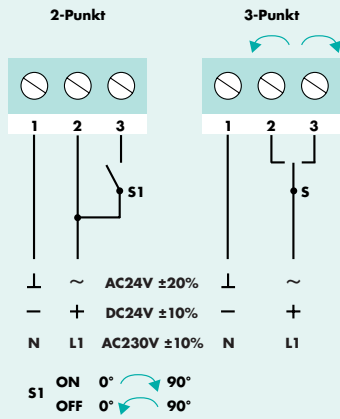 2-Punkt 3-Punkt
1 2 3 1 2 3
S1 S
⊥ ~ AC24V ±20% ⊥ ~
– + DC24V ±10% – +
N L1 AC230V ±10% N L1
S1 ON 0° 90°
OFF 0° 90°